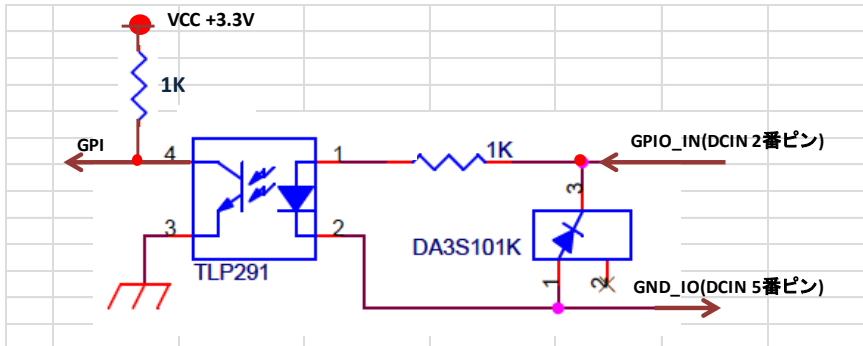 VCC +3.3V
1K
GPI
4
1
1K
GPIO_IN(DCIN 2番ピン)
3
3
2
DA3S101K
TLP291
1
2
GND_IO(DCIN 5番ピン)